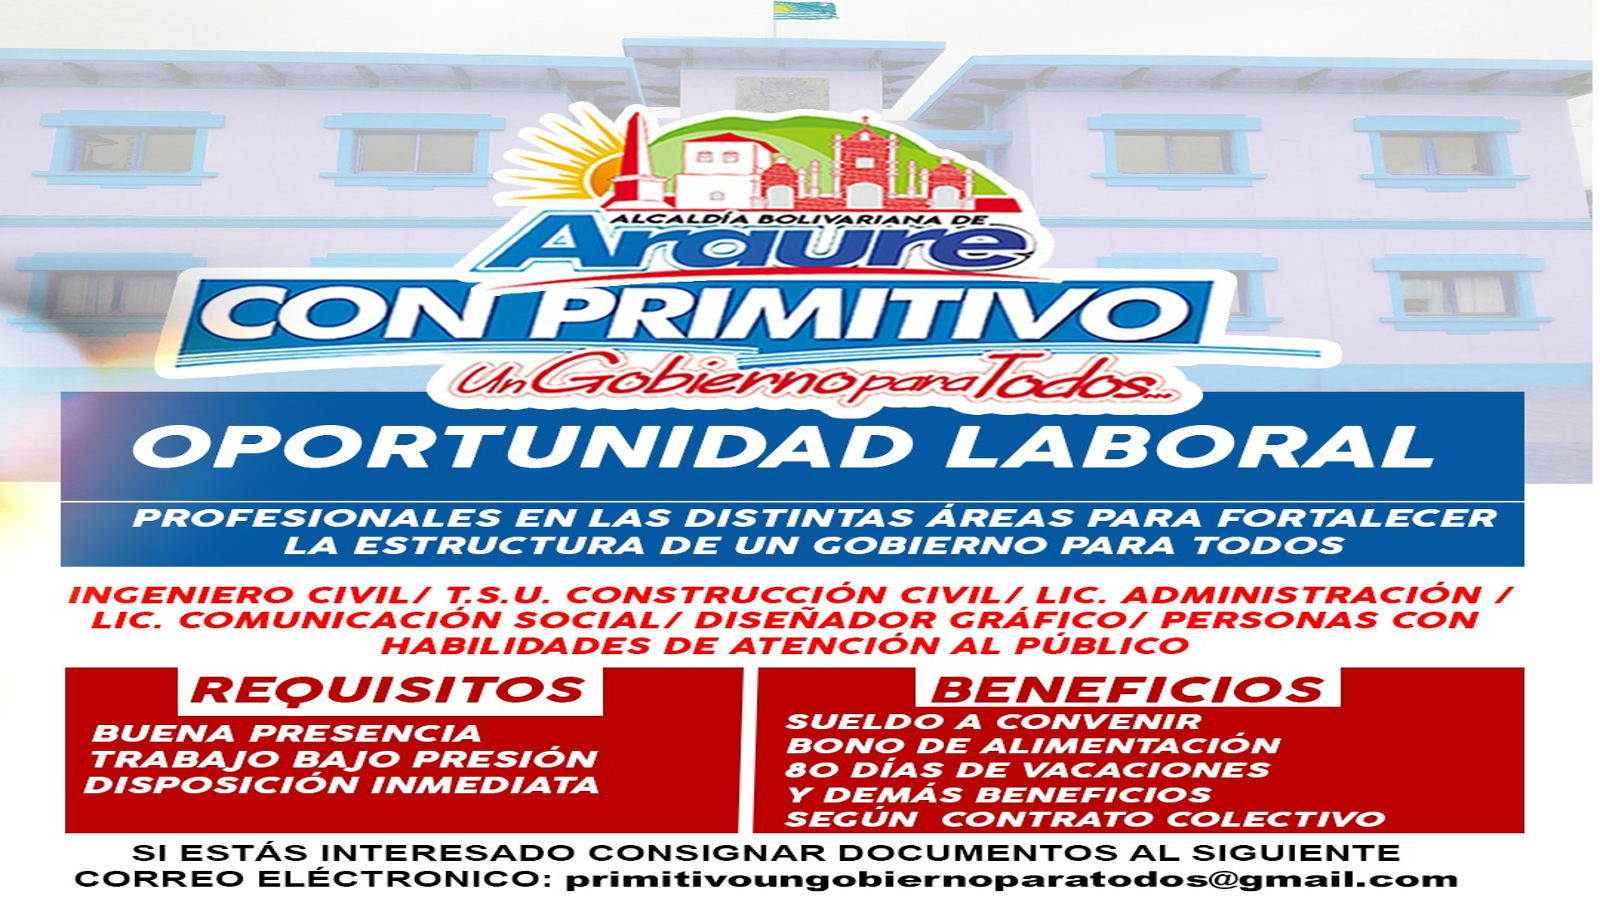 ALCALDÍA BOLIVARIANA DE
Araure
CON PRIMITIVO
Un Gobierno para Todos...
OPORTUNIDAD LABORAL
PROFESIONALES EN LAS DISTINTAS ÁREAS PARA FORTALECER
LA ESTRUCTURA DE UN GOBIERNO PARA TODOS
INGENIERO CIVIL/ T.S.U. CONSTRUCCIÓN CIVIL/ LIC. ADMINISTRACIÓN /
LIC. COMUNICACIÓN SOCIAL/ DISEÑADOR GRÁFICO/ PERSONAS CON
HABILIDADES DE ATENCIÓN AL PÚBLICO
REQUISITOS
BUENA PRESENCIA
TRABAJO BAJO PRESIÓN
DISPOSICIÓN INMEDIATA
BENEFICIOS
SUELDO A CONVENIR
BONO DE ALIMENTACIÓN
80 DÍAS DE VACACIONES
Y DEMÁS BENEFICIOS
SEGÚN CONTRATO COLECTIVO
SI ESTÁS INTERESADO CONSIGNAR DOCUMENTOS AL SIGUIENTE
CORREO ELÉCTRONICO: primitivoungobiernoparatodos@gmail.com